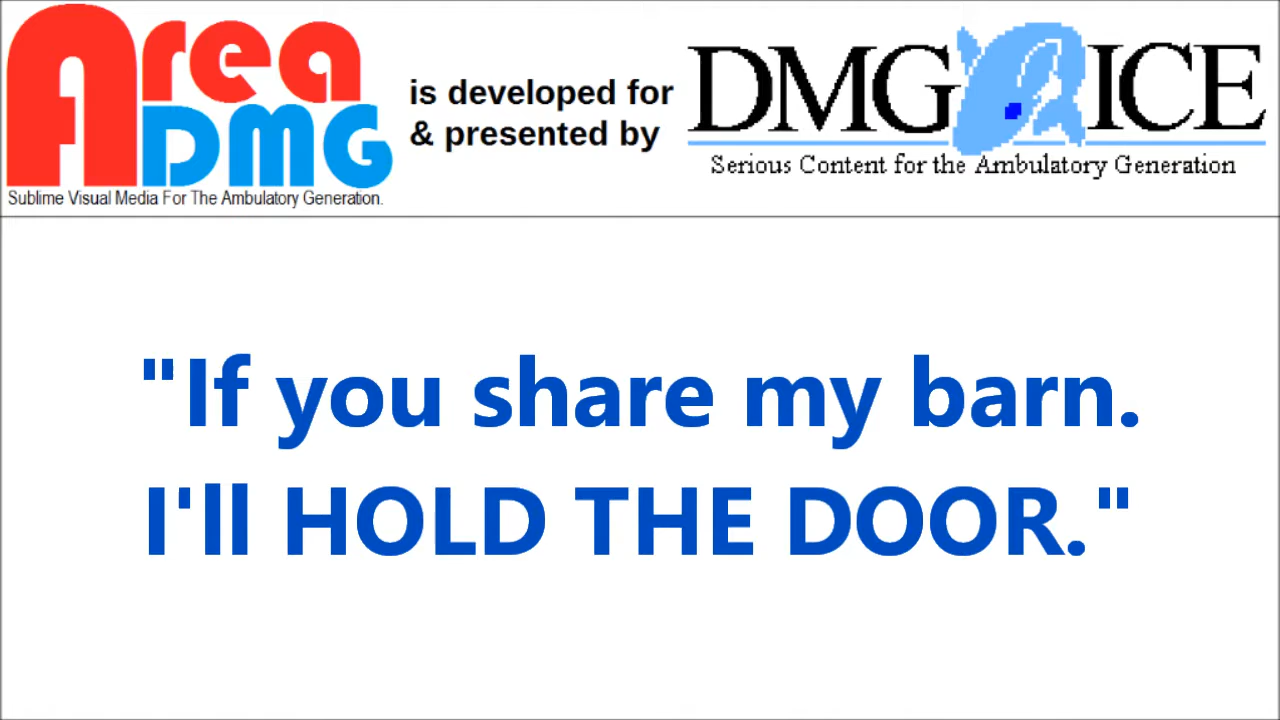 Area
DMG
Sublime Visual Media For The Ambulatory Generation.
is developed for
& presented by
DMG ICE
Serious Content for the Ambulatory Generation
"If you share my barn.
I'll HOLD THE DOOR."